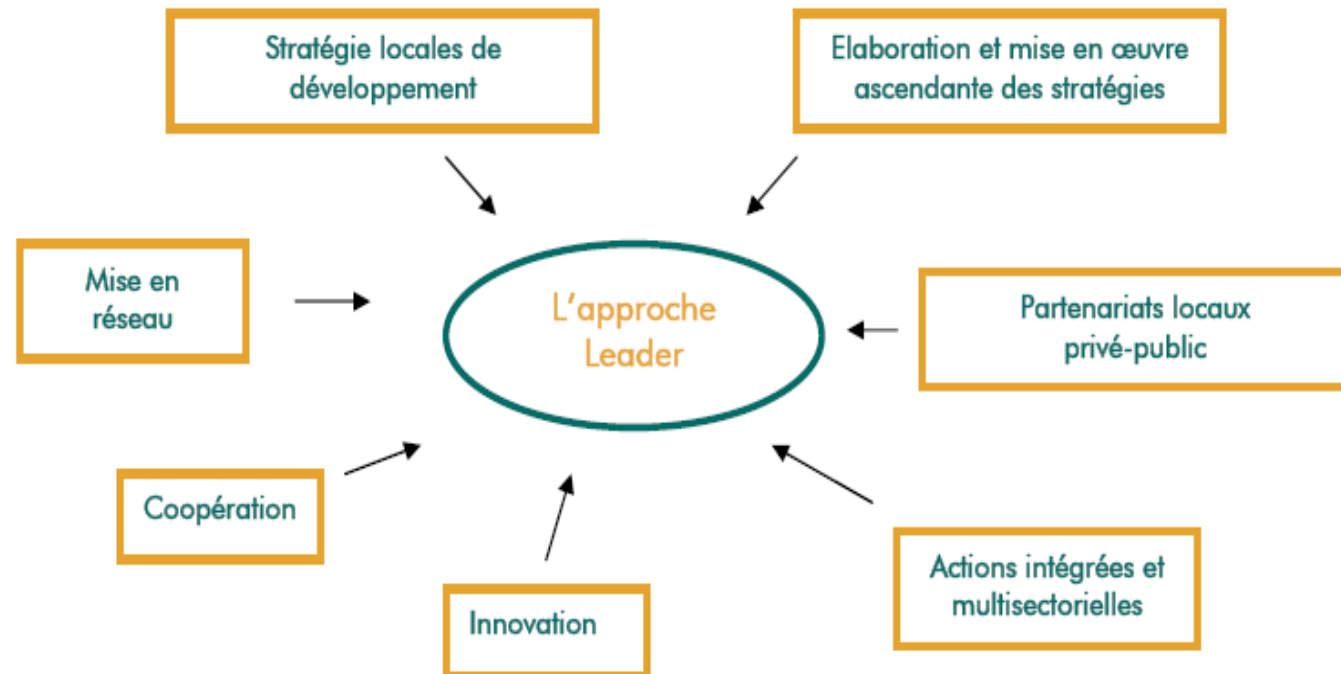 Stratégie locales de
développement
Elaboration et mise en œuvre
ascendante des stratégies
Mise en
réseau
L'approche
Leader
Partenariats locaux
privé-public
Coopération
Innovation
Actions intégrées et
multisectorielles